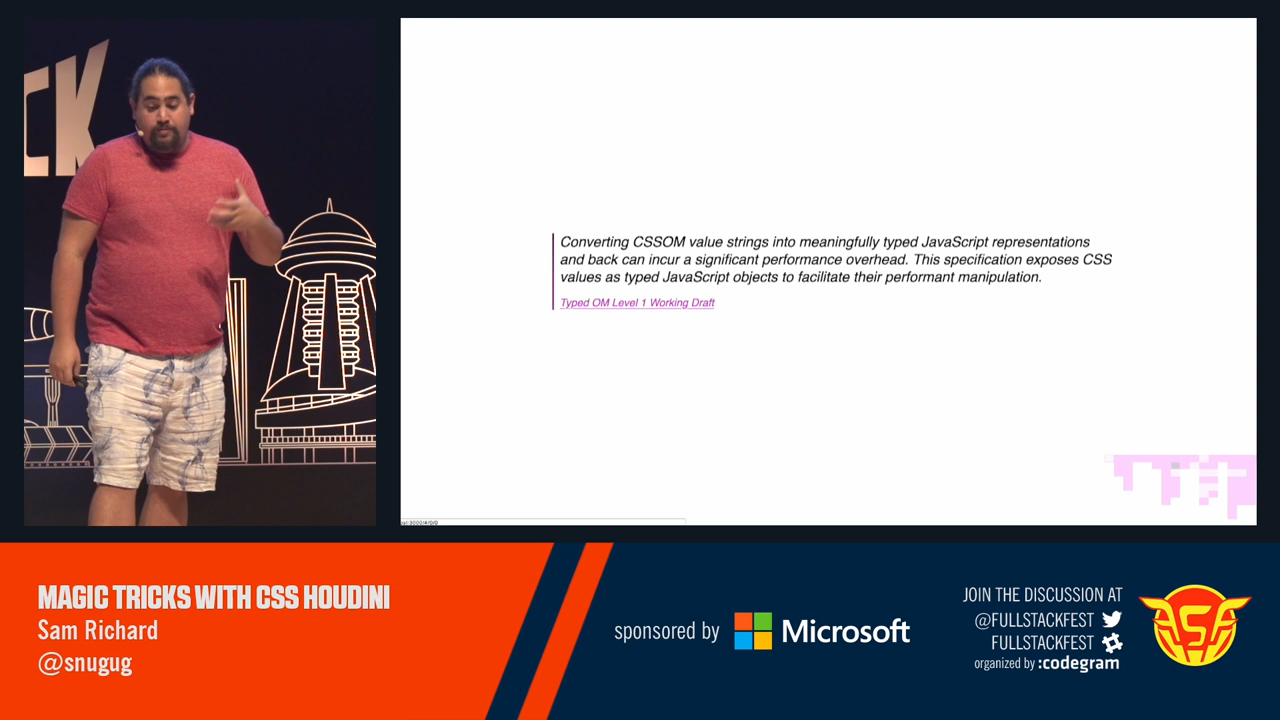 CK
Converting CSSOM value strings into meaningfully typed JavaScript representations
and back can incur a significant performance overhead. This specification exposes CSS
values as typed JavaScript objects to facilitate their performant manipulation.
Typed OM Level 1 Working Draft
MAGIC TRICKS WITH CSS HOUDINI
Sam Richard
@snugug
sponsored by Microsoft
JOIN THE DISCUSSION AT
@FULLSTACKFEST
FULLSTACKFEST
organized by :codegram
FSF